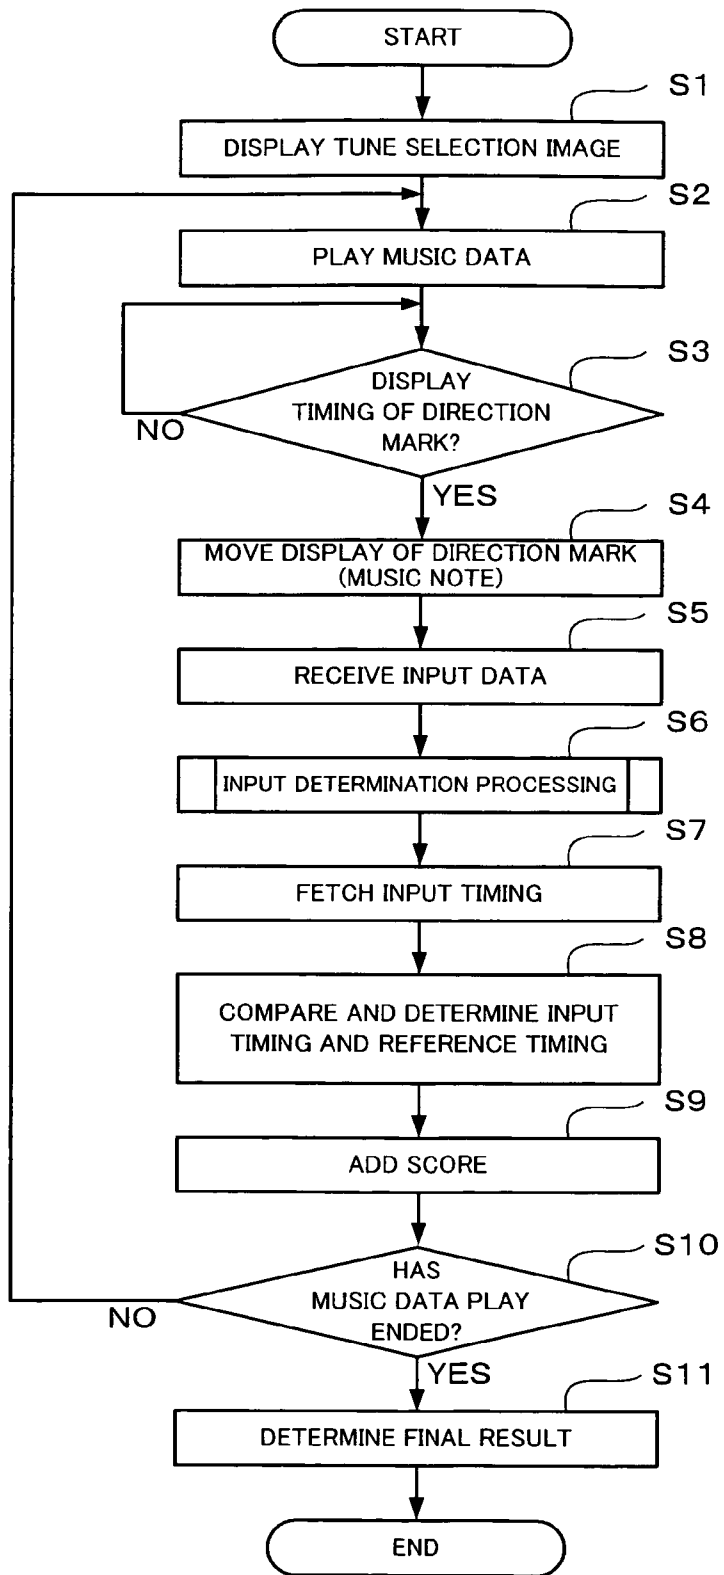 START
S1
DISPLAY TUNE SELECTION IMAGE
S2
PLAY MUSIC DATA
S3
DISPLAY
TIMING OF DIRECTION
MARK?
NO
YES
S4
MOVE DISPLAY OF DIRECTION MARK
(MUSIC NOTE)
S5
RECEIVE INPUT DATA
S6
INPUT DETERMINATION PROCESSING
S7
FETCH INPUT TIMING
S8
COMPARE AND DETERMINE INPUT
TIMING AND REFERENCE TIMING
S9
ADD SCORE
S10
HAS
MUSIC DATA PLAY
ENDED?
NO
YES
S11
DETERMINE FINAL RESULT
END